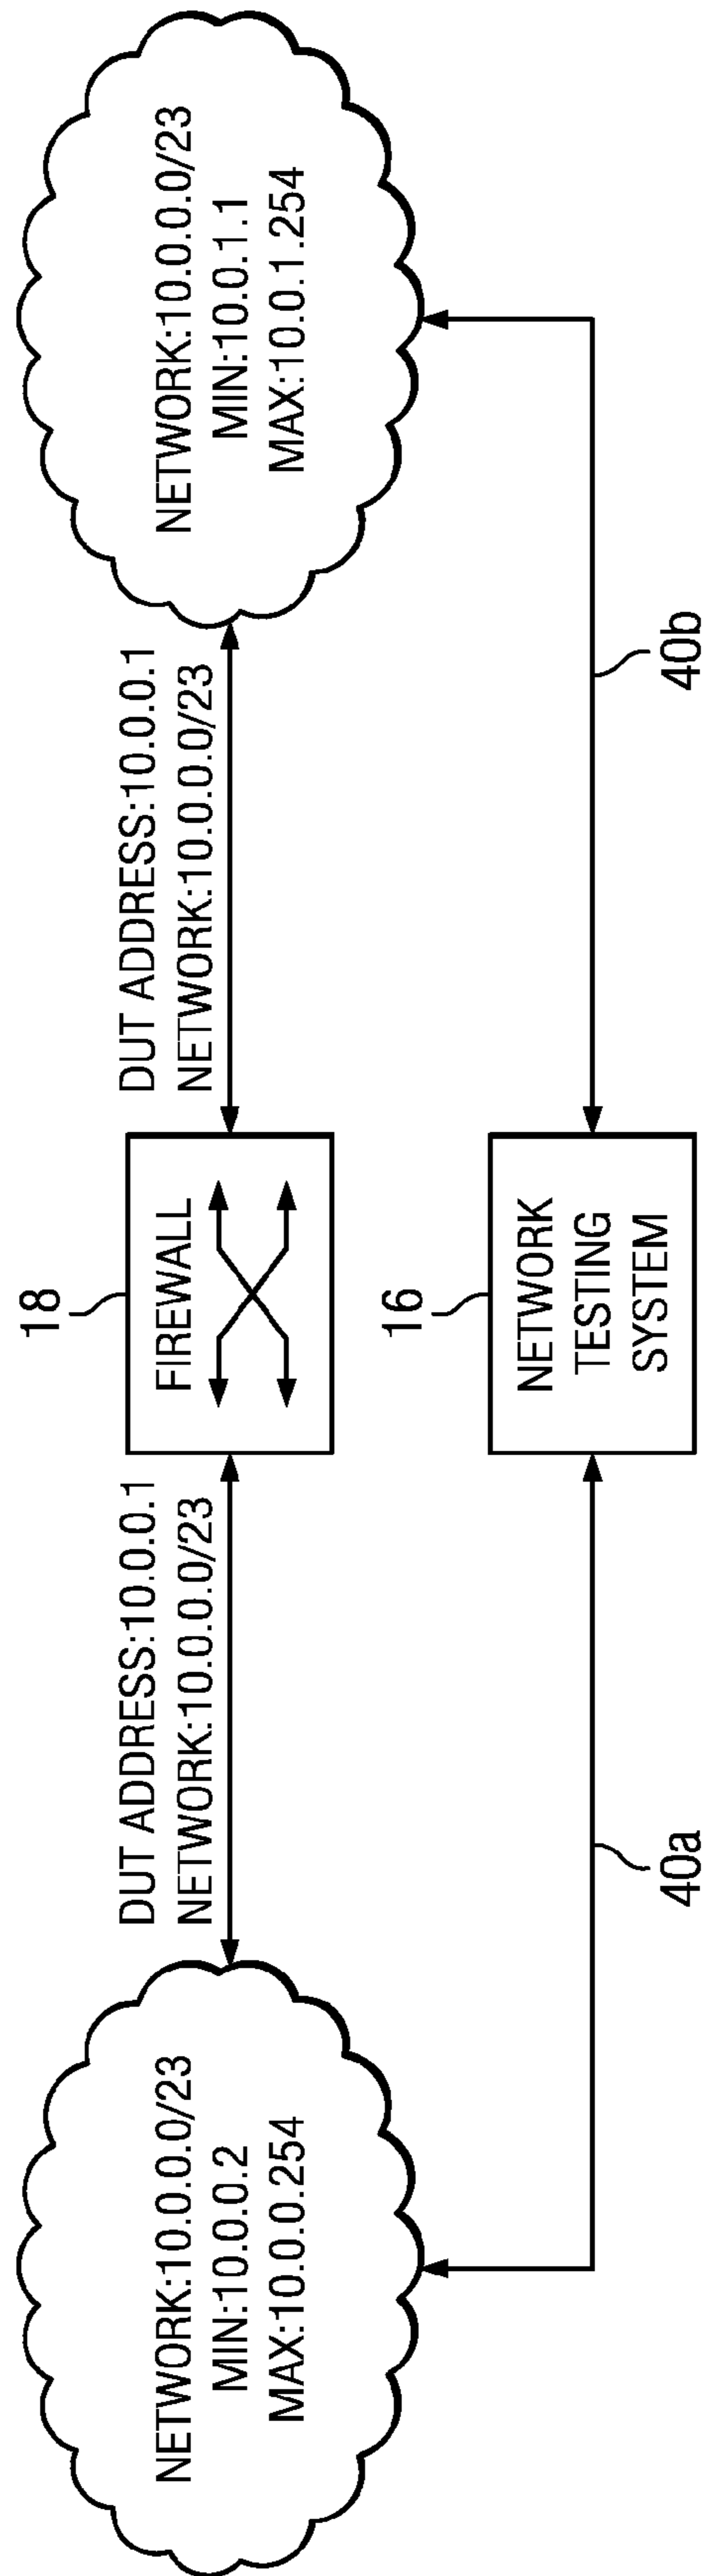 NETWORK:10.0.0.0/23
MIN:10.0.0.2
MAX:10.0.0.254
DUT ADDRESS:10.0.0.1
NETWORK:10.0.0.0/23
18
FIREWALL
DUT ADDRESS:10.0.0.1
NETWORK:10.0.0.0/23
NETWORK:10.0.0.0/23
MIN:10.0.1.1
MAX:10.0.1.254
40a
16
NETWORK
TESTING
SYSTEM
40b